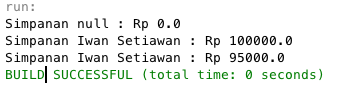 run:
Simpanan null : Rp 0.0
Simpanan Iwan Setiawan : Rp 100000.0
Simpanan Iwan Setiawan : Rp 95000.0
BUILD SUCCESSFUL (total time: 0 seconds)